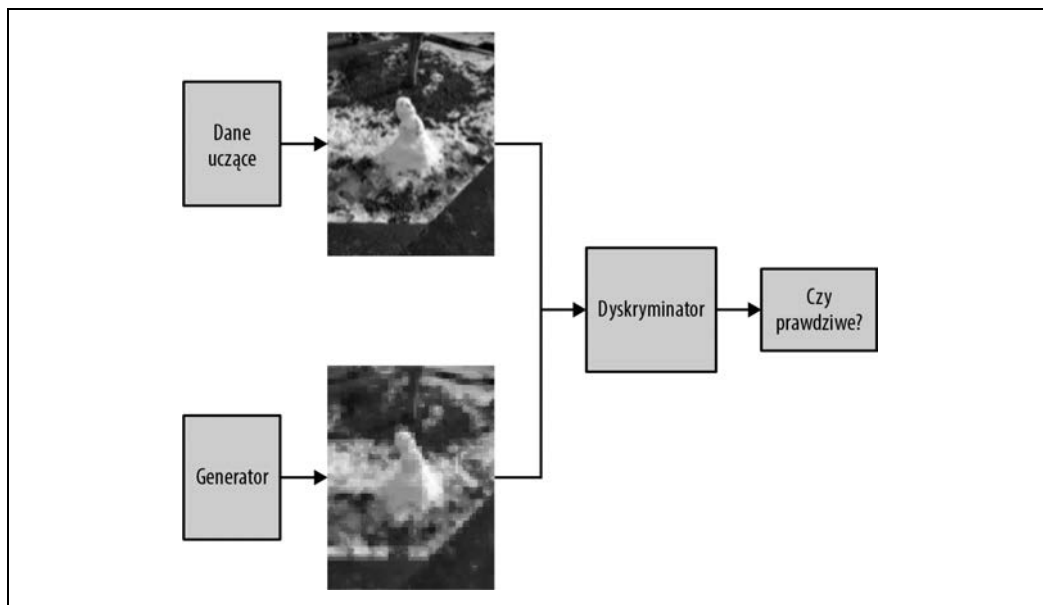 Dane
uczące
Generator
Dyskryminator
Czy
prawdziwe?